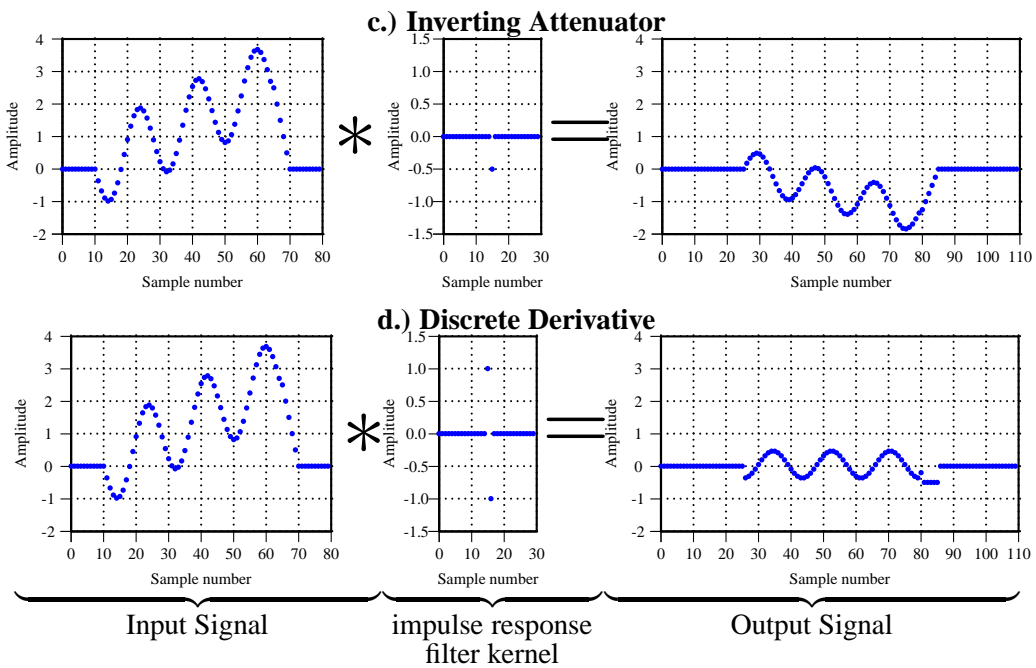 c.) Inverting Attenuator
4
3
2
1
0
-1
-2
0 10 20 30 40 50 60 70 80
Amplitude
Sample number
*
1.5
1.0
0.5
0.0
-0.5
-1.0
-1.5
0 10 20 30
Amplitude
Sample number
=
4
3
2
1
0
-1
-2
0 10 20 30 40 50 60 70 80 90 100 110
Amplitude
Sample number
d.) Discrete Derivative
4
3
2
1
0
-1
-2
0 10 20 30 40 50 60 70 80
Amplitude
Sample number
*
1.5
1.0
0.5
0.0
-0.5
-1.0
-1.5
0 10 20 30
Amplitude
Sample number
=
4
3
2
1
0
-1
-2
0 10 20 30 40 50 60 70 80 90 100 110
Amplitude
Sample number
Input Signal
impulse response
filter kernel
Output Signal